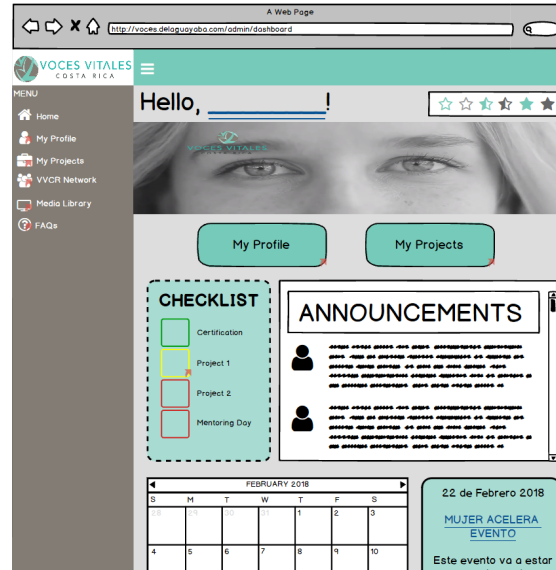 A Web Page
http://voces.delaguayaba.com/admin/dashboard
VOCES VITALES
COSTA RICA
MENU
Home
My Profile
My Projects
VVCR Network
Media Library
FAQs
Hello, ____________!
VOCES VITALES
My Profile
My Projects
CHECKLIST
Certification
Project 1
Project 2
Mentoring Day
ANNOUNCEMENTS
FEBRUARY 2018
S M T W T F S
28 29 30 31 1 2 3
4 5 6 7 8 9 10
22 de Febrero 2018
MUJER ACELERA
EVENTO
Este evento va a estar